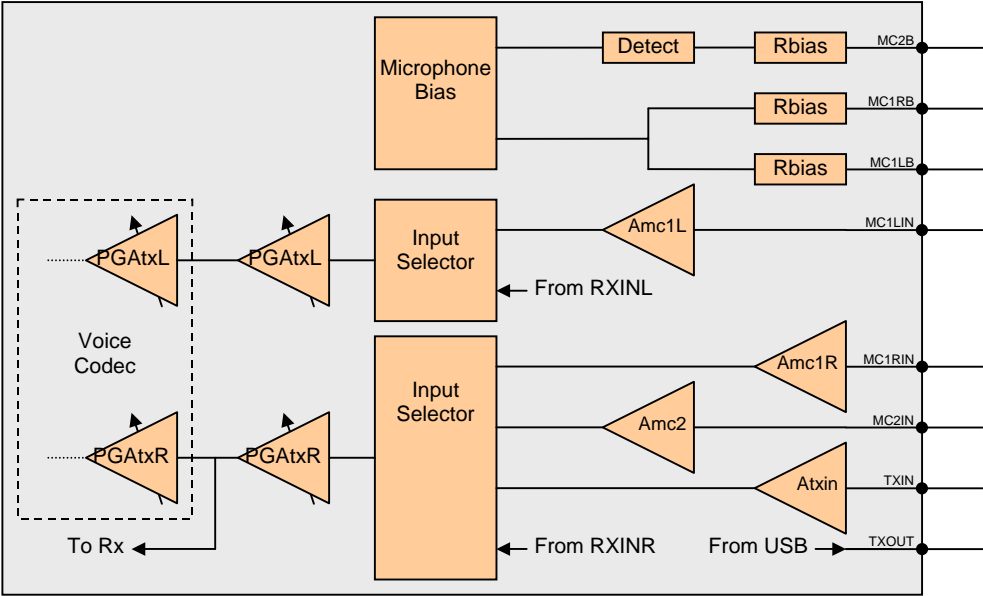 Microphone
Bias
Detect
Rbias
MC2B
Rbias
MC1RB
Rbias
MC1LB
PGAtxL
PGAtxL
Input
Selector
Amc1L
MC1LIN
From RXINL
Voice
Codec
Input
Selector
Amc1R
MC1RIN
Amc2
MC2IN
PGAtxR
PGAtxR
Atxin
TXIN
To Rx
From RXINR
From USB
TXOUT